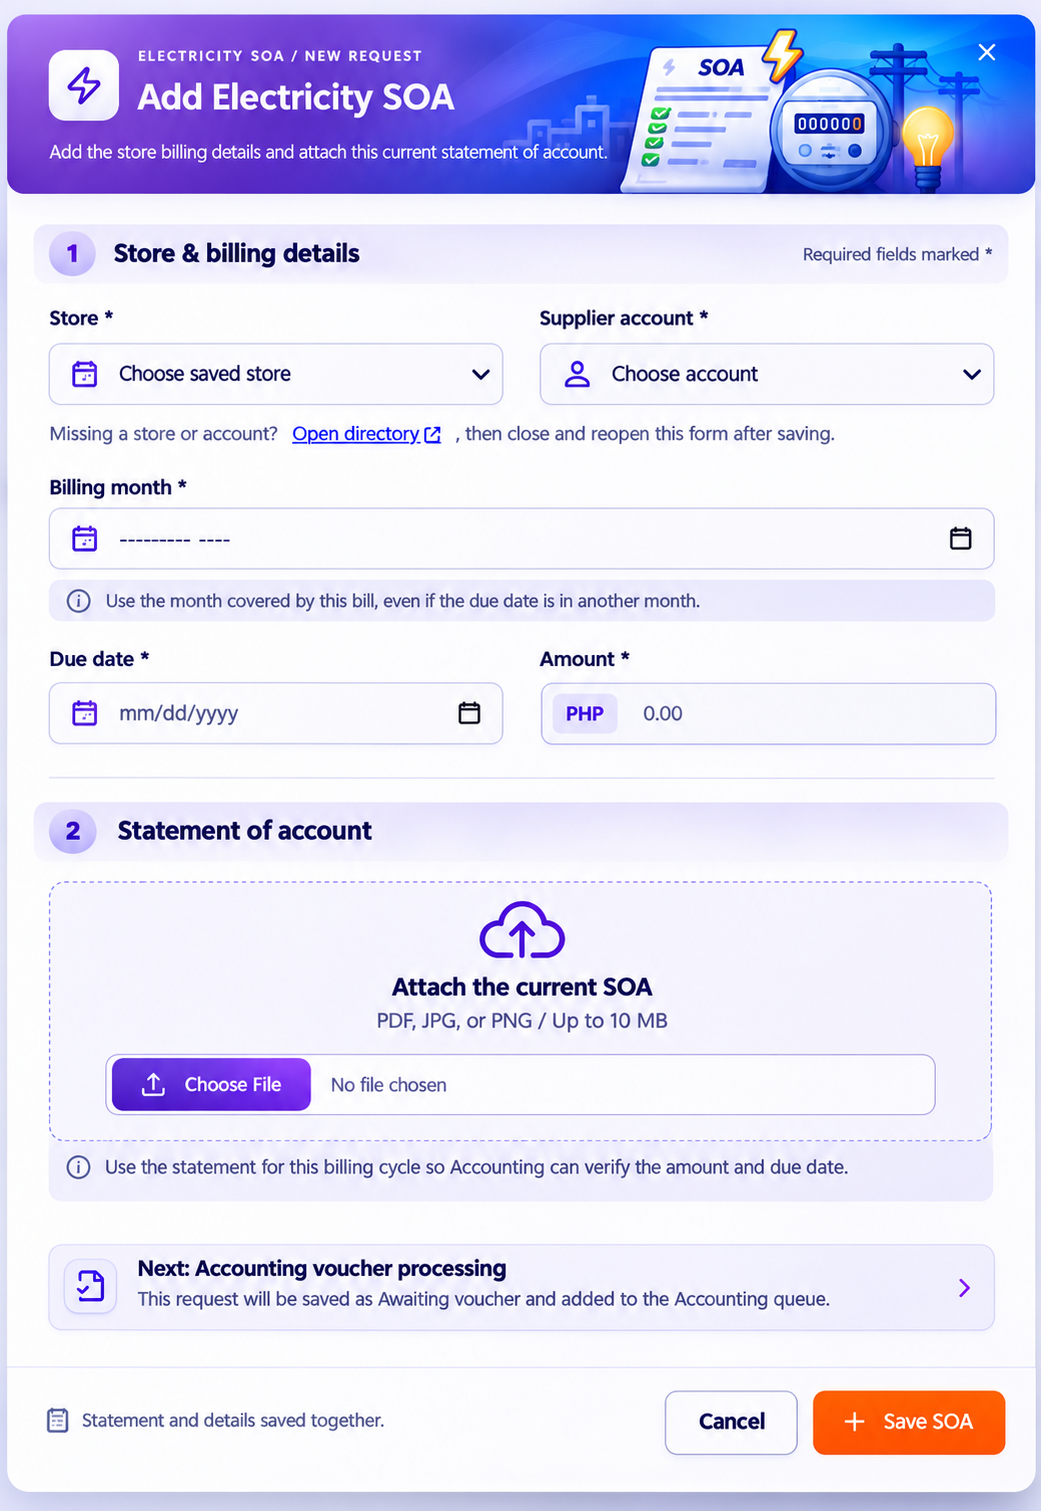 ELECTRICITY SOA / NEW REQUEST
Add Electricity SOA
Add the store billing details and attach this current statement of account.
SOA
000000
1
Store & billing details
Required fields marked *
Store *
Supplier account *
Choose saved store
Choose account
Missing a store or account? Open directory , then close and reopen this form after saving.
Billing month *
--------- ----
Use the month covered by this bill, even if the due date is in another month.
Due date *
Amount *
mm/dd/yyyy
PHP 0.00
2
Statement of account
Attach the current SOA
PDF, JPG, or PNG / Up to 10 MB
Choose File
No file chosen
Use the statement for this billing cycle so Accounting can verify the amount and due date.
Next: Accounting voucher processing
This request will be saved as Awaiting voucher and added to the Accounting queue.
Statement and details saved together.
Cancel
Save SOA